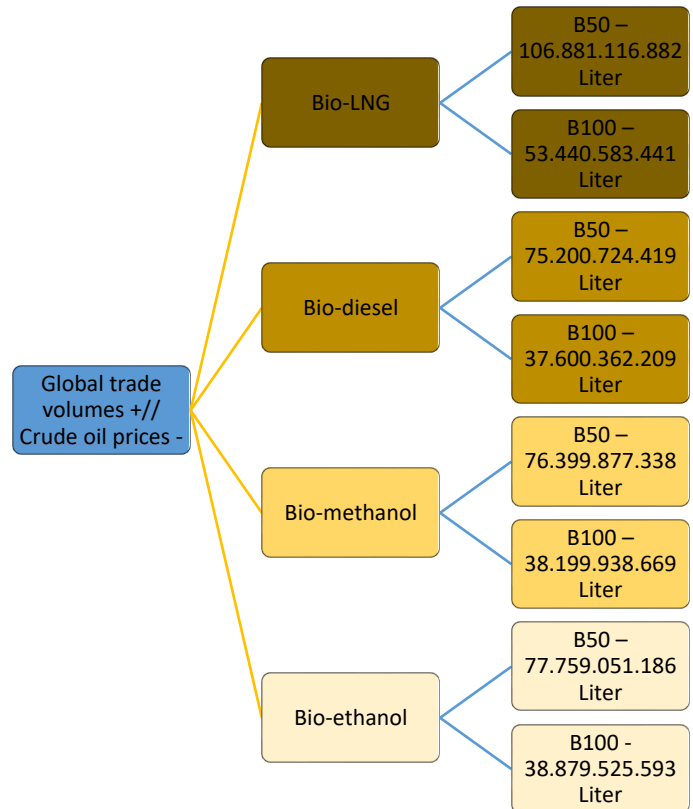 Global trade
volumes +//
Crude oil prices -
Bio-LNG
B50 –
106.881.116.882
Liter
B100 –
53.440.583.441
Liter
Bio-diesel
B50 –
75.200.724.419
Liter
B100 –
37.600.362.209
Liter
Bio-methanol
B50 –
76.399.877.338
Liter
B100 –
38.199.938.669
Liter
Bio-ethanol
B50 –
77.759.051.186
Liter
B100 -
38.879.525.593
Liter